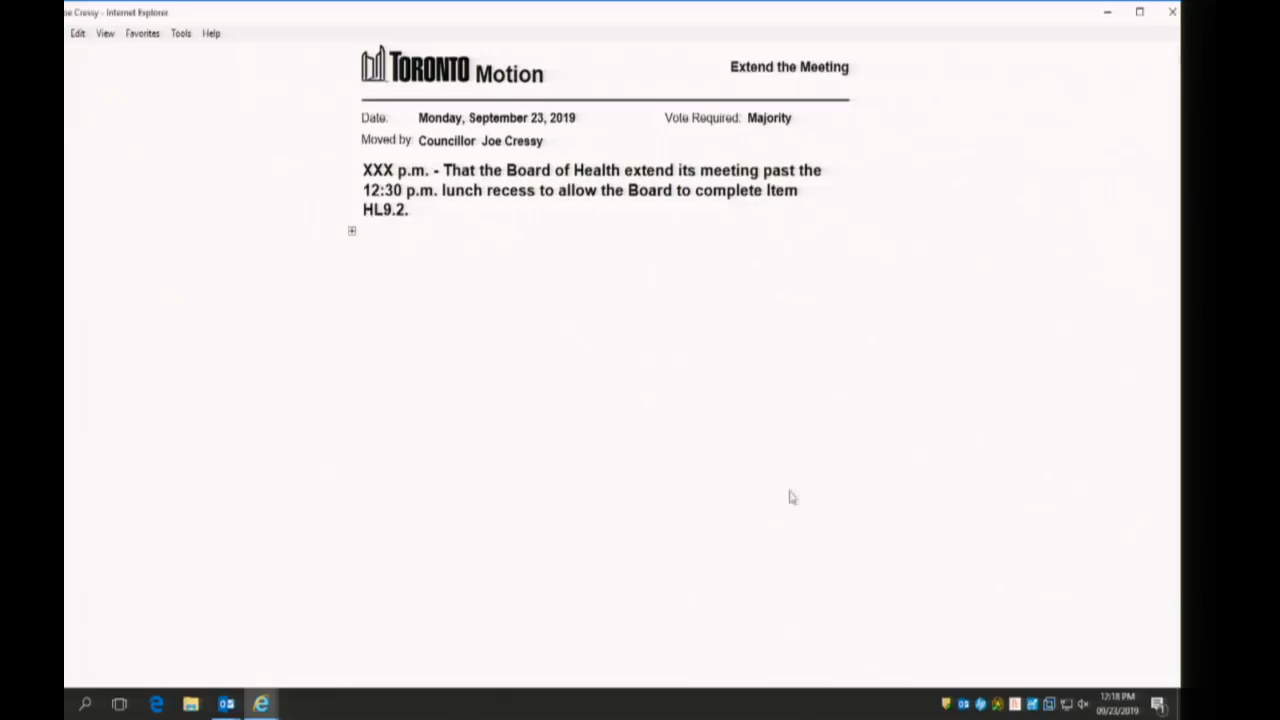 oe Cressy - Internet Explorer
Edit View Favorites Tools Help
TORONTO Motion
Extend the Meeting
Date: Monday, September 23, 2019
Vote Required: Majority
Moved by: Councillor Joe Cressy
XXX p.m. - That the Board of Health extend its meeting past the
12:30 p.m. lunch recess to allow the Board to complete Item
HL9.2.
12:18 PM
09/23/2019